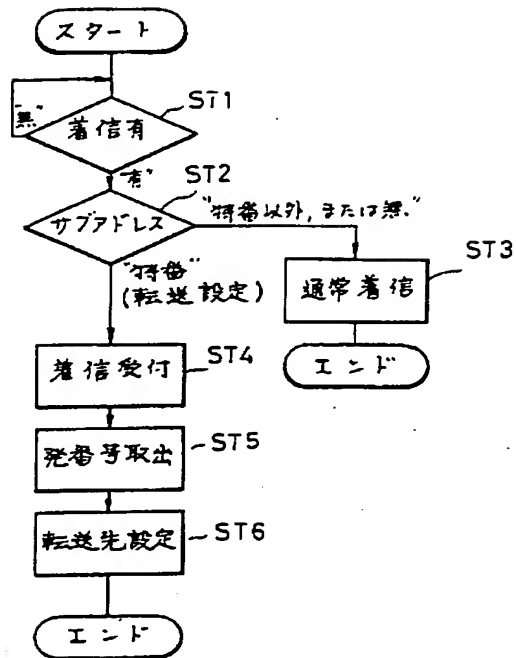 スタート
ST1
"無"
着信有
"有"
ST2
サブアドレス
"特番以外,または無."
ST3
"特番"
(転送設定)
通常着信
エンド
着信受付
ST4
発番号取出
ST5
転送先設定
ST6
エンド